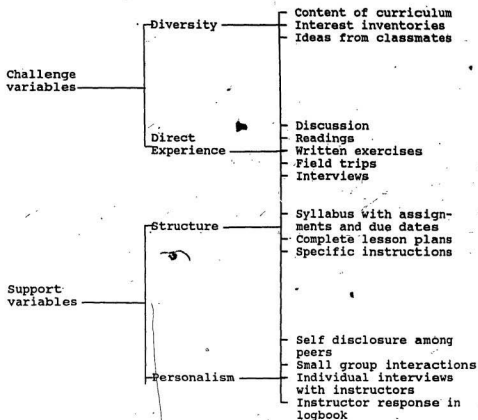 Content of curriculum
Diversity
Interest inventories
Ideas from classmates
Challenge
variables
Discussion
Direct
Readings
Experience
Written exercises
Field trips
Interviews
Syllabus with assign-
Structure
ments and due dates
Complete lesson plans
Specific instructions
Support
variables
Self disclosure among
peers
Small group interactions
Personalism
Individual interviews
with instructors
Instructor response in
logbook